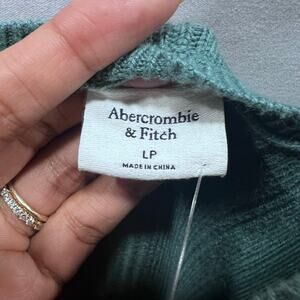 Abercrombie
& Fitch
LP
MADE IN CHINA